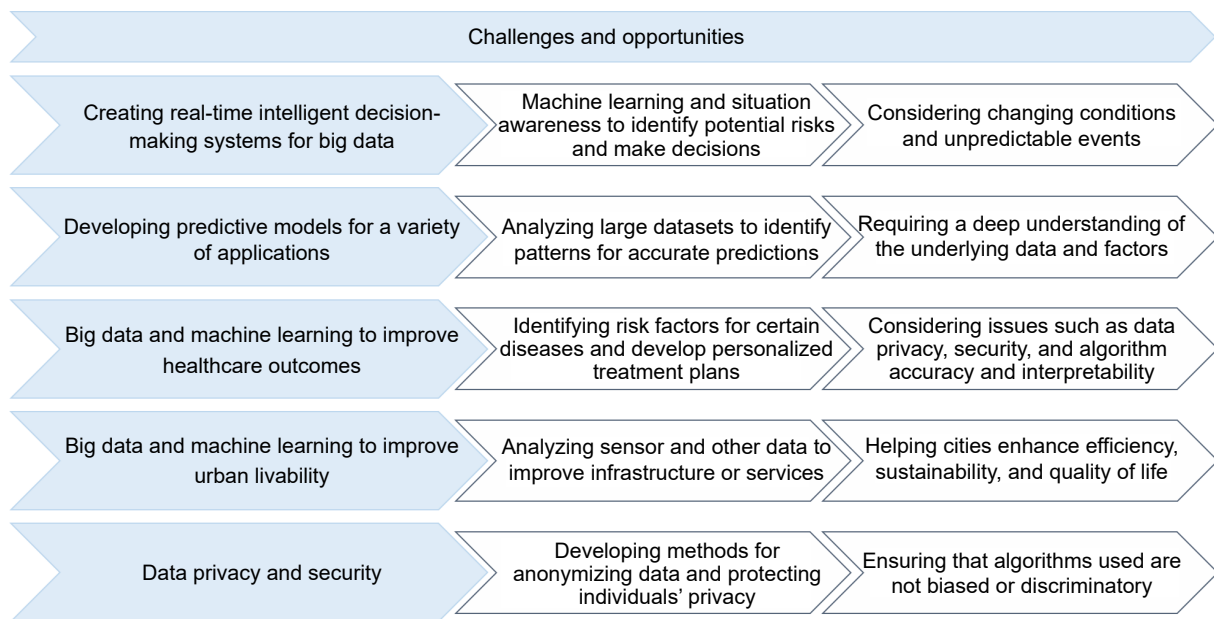 Challenges and opportunities
Creating real-time intelligent decision-
making systems for big data
Machine learning and situation
awareness to identify potential risks
and make decisions
Considering changing conditions
and unpredictable events
Developing predictive models for a variety
of applications
Analyzing large datasets to identify
patterns for accurate predictions
Requiring a deep understanding of
the underlying data and factors
Big data and machine learning to improve
healthcare outcomes
Identifying risk factors for certain
diseases and develop personalized
treatment plans
Considering issues such as data
privacy, security, and algorithm
accuracy and interpretability
Big data and machine learning to improve
urban livability
Analyzing sensor and other data to
improve infrastructure or services
Helping cities enhance efficiency,
sustainability, and quality of life
Data privacy and security
Developing methods for
anonymizing data and protecting
individuals’ privacy
Ensuring that algorithms used are
not biased or discriminatory